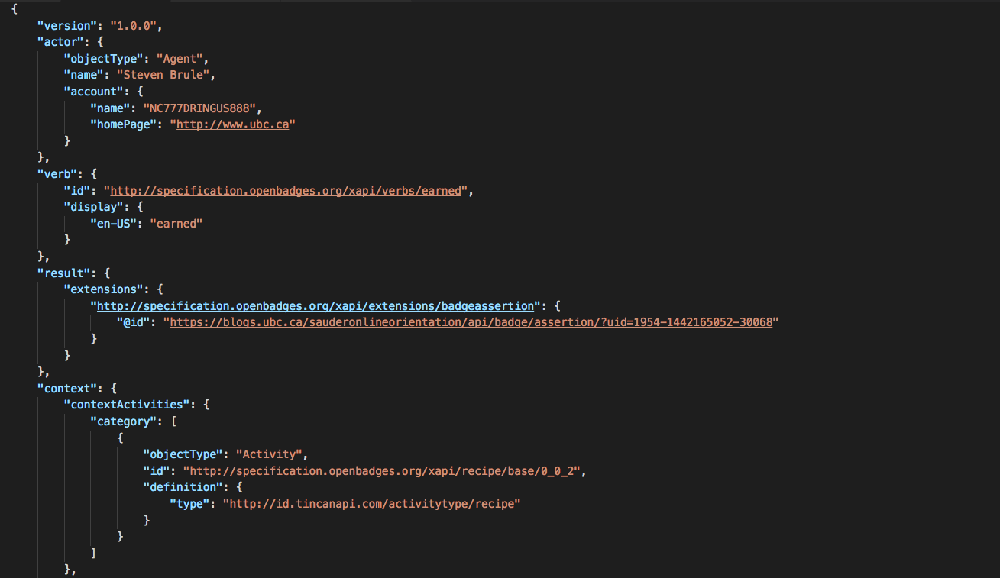 {
    "version": "1.0.0",
    "actor": {
        "objectType": "Agent",
        "name": "Steven Brule",
        "account": {
            "name": "NC777DRINGUS888",
            "homePage": "http://www.ubc.ca"
        }
    },
    "verb": {
        "id": "http://specification.openbadges.org/xapi/verbs/earned",
        "display": {
            "en-US": "earned"
        }
    },
    "result": {
        "extensions": {
            "http://specification.openbadges.org/xapi/extensions/badgeassertion": {
                "@id": "https://blogs.ubc.ca/sauderonlineorientation/api/badge/assertion/?uid=1954-1442165052-30068"
            }
        }
    },
    "context": {
        "contextActivities": {
            "category": [
                {
                    "objectType": "Activity",
                    "id": "http://specification.openbadges.org/xapi/recipe/base/0_0_2",
                    "definition": {
                        "type": "http://id.tincanapi.com/activitytype/recipe"
                    }
                }
            ]
        },